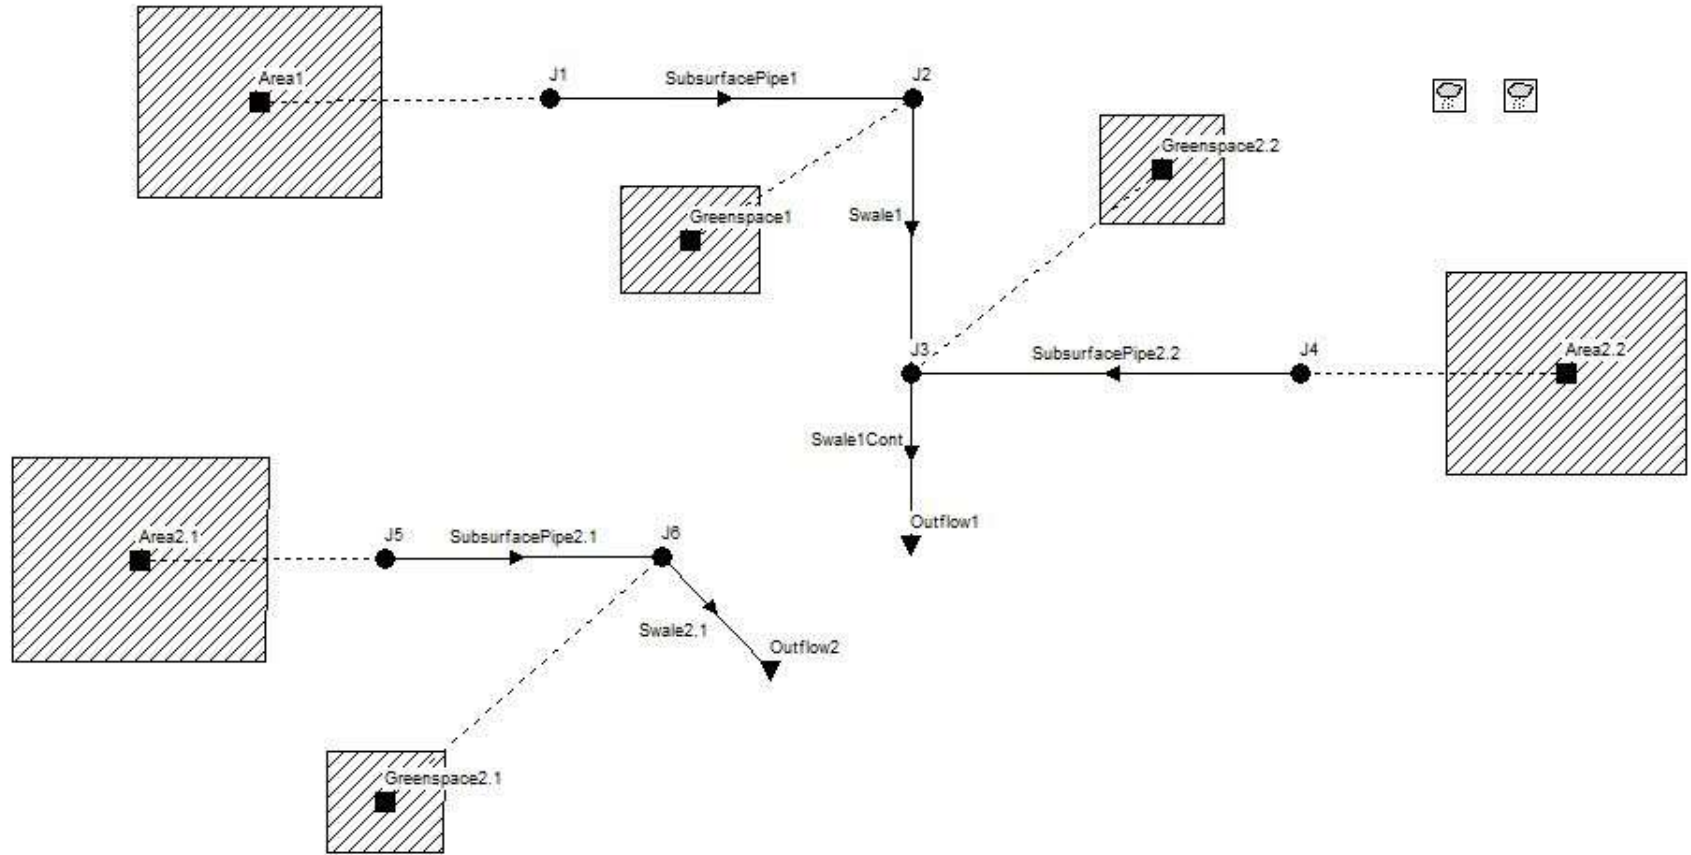 Area1
J1
SubsurfacePipe1
J2
Greenspace2.2
Greenspace1
Swale1
J3
SubsurfacePipe2.2
J4
Area2.2
Swale1Cont
Outflow1
Area2.1
J5
SubsurfacePipe2.1
J6
Swale2.1
Outflow2
Greenspace2.1